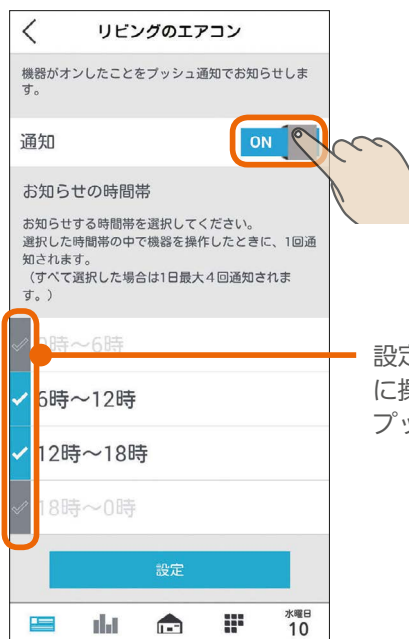 リビングのエアコン
機器がオンしたことをプッシュ通知でお知らせしま
す。
通知
ON
お知らせの時間帯
お知らせする時間帯を選択してください。
選択した時間帯の中で機器を操作したときに、1回通
知されます。
（すべて選択した場合は1日最大４回通知されま
す。）
0時〜6時
6時〜12時
12時〜18時
18時〜0時
設定
水曜日
10
設定
に操
プッ